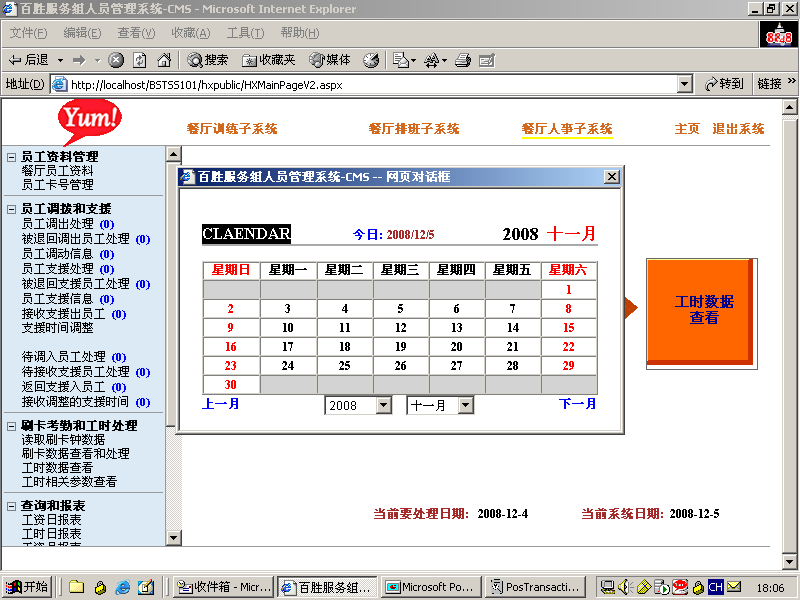 百胜服务组人员管理系统-CMS - Microsoft Internet Explorer
文件(F) 编辑(E) 查看(V) 收藏(A) 工具(T) 帮助(H)
8848
后退 搜索 收藏夹 媒体
地址(D) http://localhost/BSTSS101/hxpublic/HXMainPageV2.aspx 转到 链接 »
Yum!
餐厅训练子系统 餐厅排班子系统 餐厅人事子系统 主页 退出系统
员工资料管理
餐厅员工资料
员工卡号管理
员工调拨和支援
员工调出处理 (0)
被退回调出员工处理 (0)
员工调动信息 (0)
员工支援处理 (0)
被退回支援员工处理 (0)
员工支援信息 (0)
接收支援出员工 (0)
支援时间调整
待调入员工处理 (0)
待接收支援员工处理 (0)
返回支援入员工 (0)
接收调整的支援时间 (0)
刷卡考勤和工时处理
读取刷卡钟数据
刷卡数据查看和处理
工时数据查看
工时相关参数查看
查询和报表
工资日报表
工时日报表
百胜服务组人员管理系统-CMS -- 网页对话框
CLAENDAR 今日: 2008/12/5 2008 十一月
星期日 星期一 星期二 星期三 星期四 星期五 星期六
1
2 3 4 5 6 7 8
9 10 11 12 13 14 15
16 17 18 19 20 21 22
23 24 25 26 27 28 29
30
上一月 2008 十一月 下一月
工时数据
查看
当前要处理日期: 2008-12-4 当前系统日期: 2008-12-5
开始 收件箱 - Micr... 百胜服务组... Microsoft Po... PosTransacti... CH 18:06